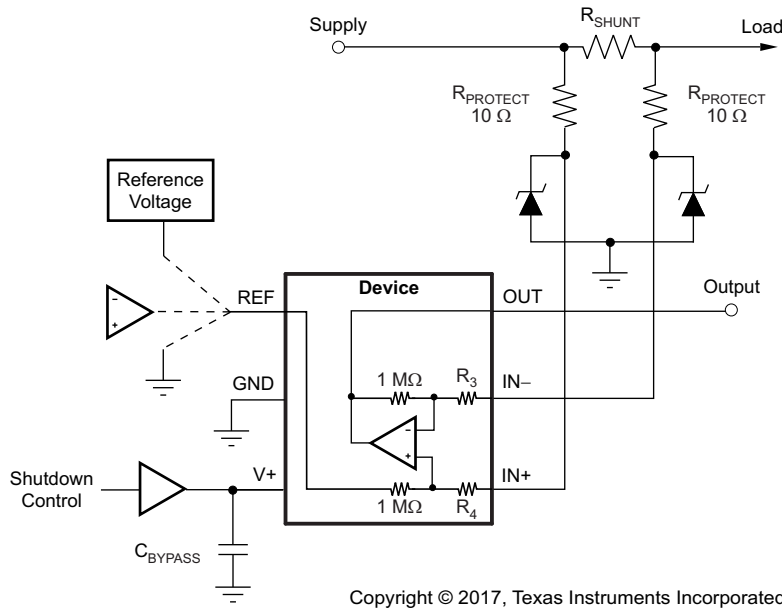 R_SHUNT
Supply
Load
R_PROTECT
10 Ω
R_PROTECT
10 Ω
Reference
Voltage
Device
REF
OUT
Output
−
+
GND
1 MΩ
R_3
IN−
−
+
Shutdown
Control
V+
IN+
1 MΩ
R_4
C_BYPASS
Copyright © 2017, Texas Instruments Incorporated